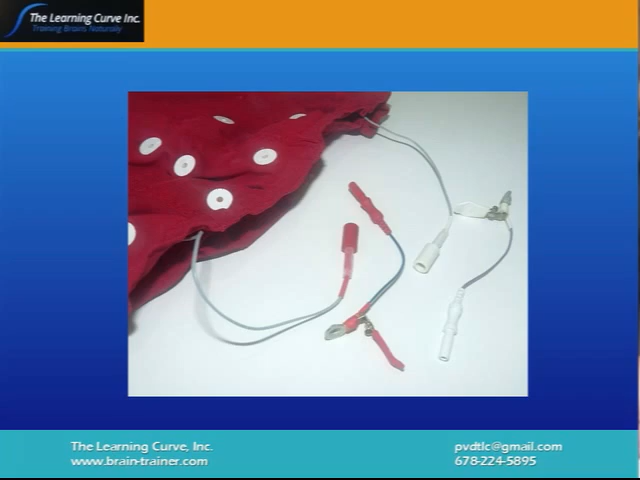 The Learning Curve Inc.
Training Brains Naturally
The Learning Curve, Inc.
www.brain-trainer.com
pvdtlc@gmail.com
678-224-5895